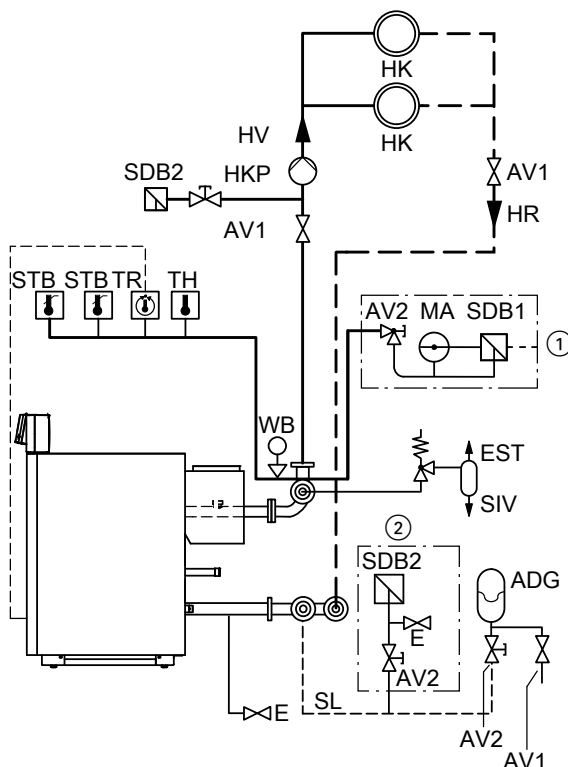 HK
HK
HV
HKP
SDB2
AV1
AV1
HR
STB STB TR TH
AV2 MA SDB1
1
WB
EST
SIV
2
SDB2
E
AV2
ADG
SL
E
AV2
AV1